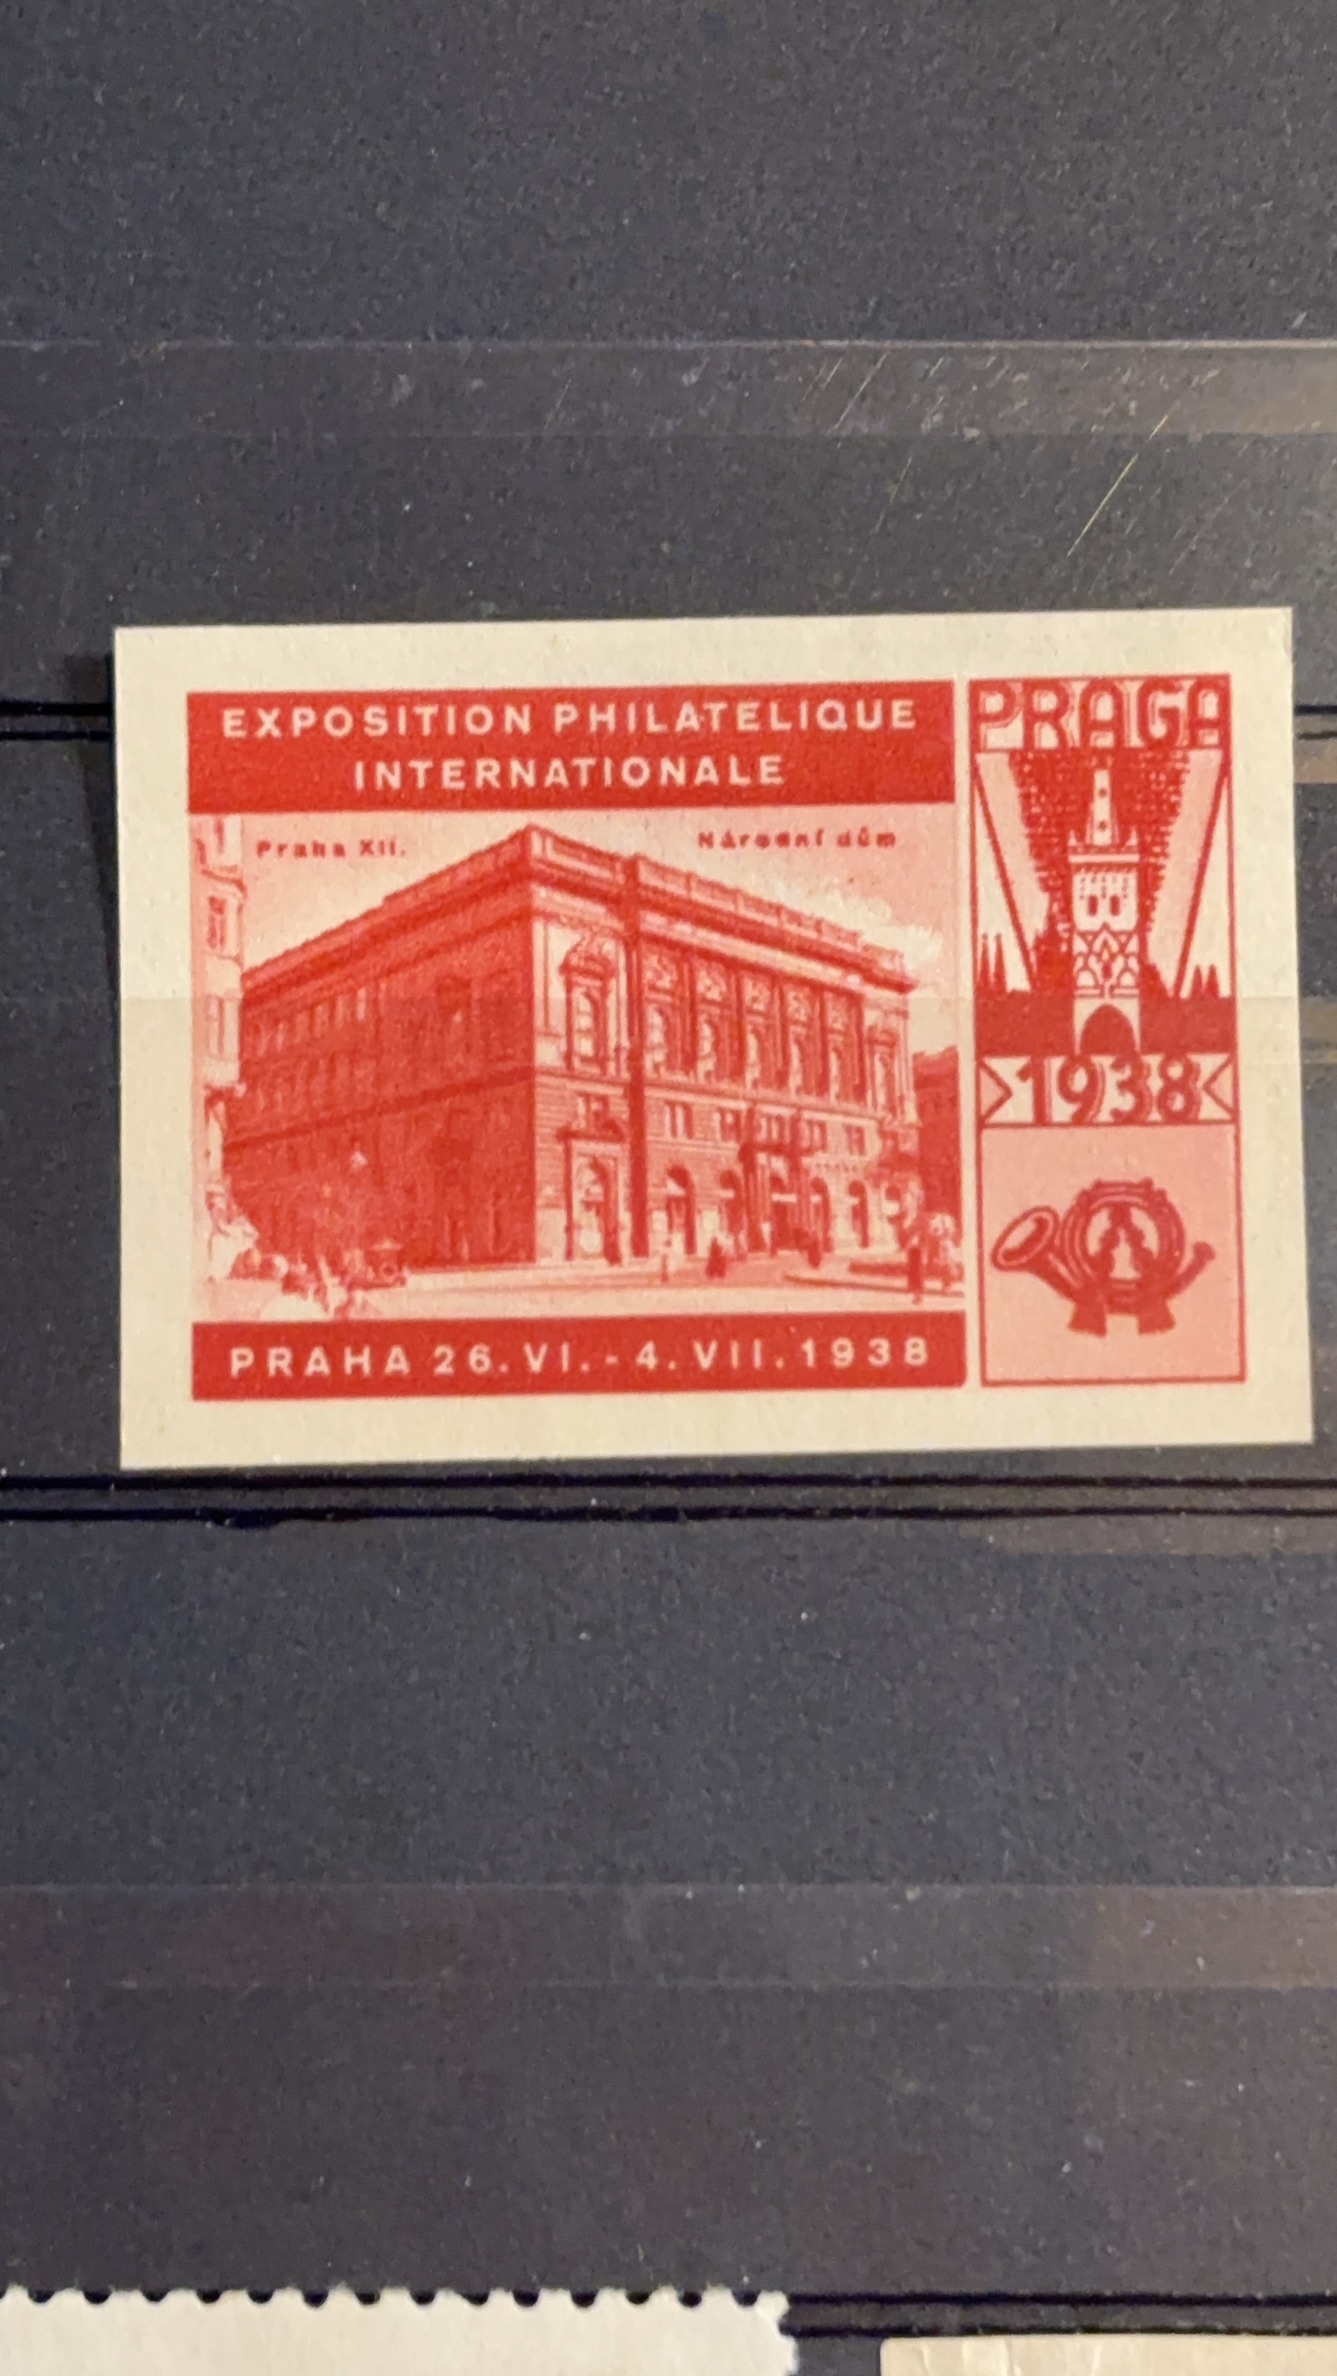 EXPOSITION PHILATELIQUE
INTERNATIONALE
Praha XII.
Národní dům
PRAHA 26. VI. - 4. VII. 1938
PRAGA
1938